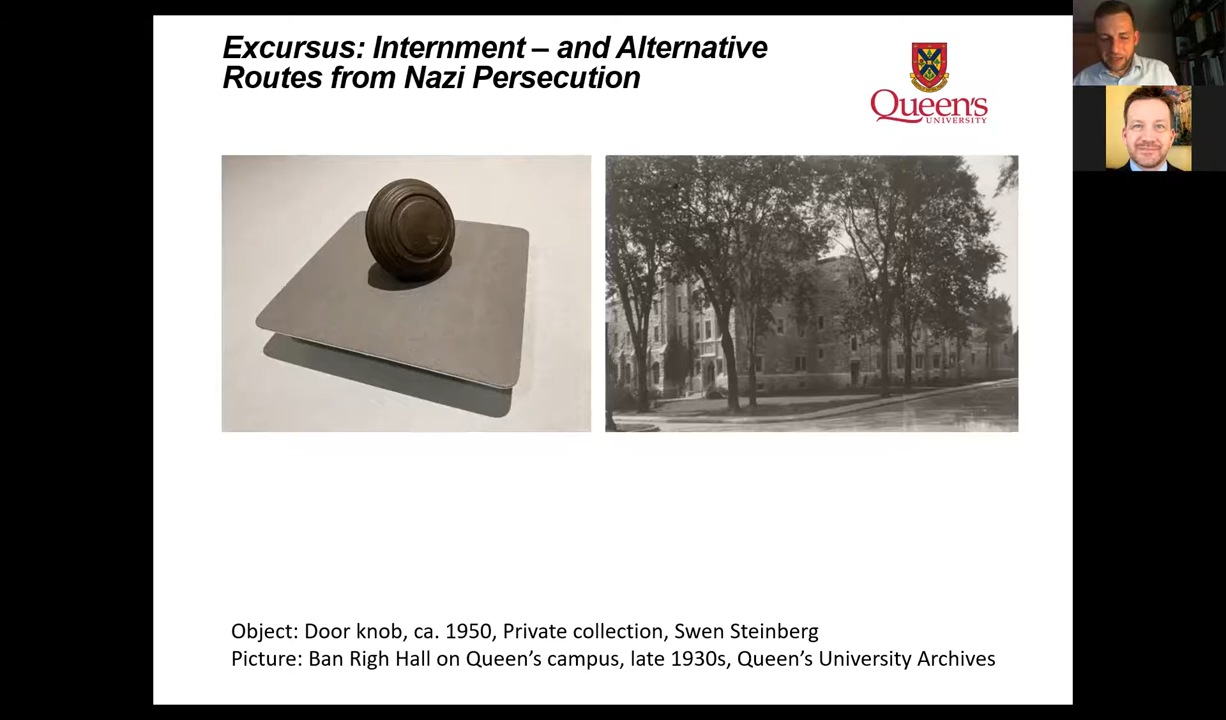 Excursus: Internment – and Alternative
Routes from Nazi Persecution
Queen's
UNIVERSITY
Object: Door knob, ca. 1950, Private collection, Swen Steinberg
Picture: Ban Righ Hall on Queen’s campus, late 1930s, Queen’s University Archives